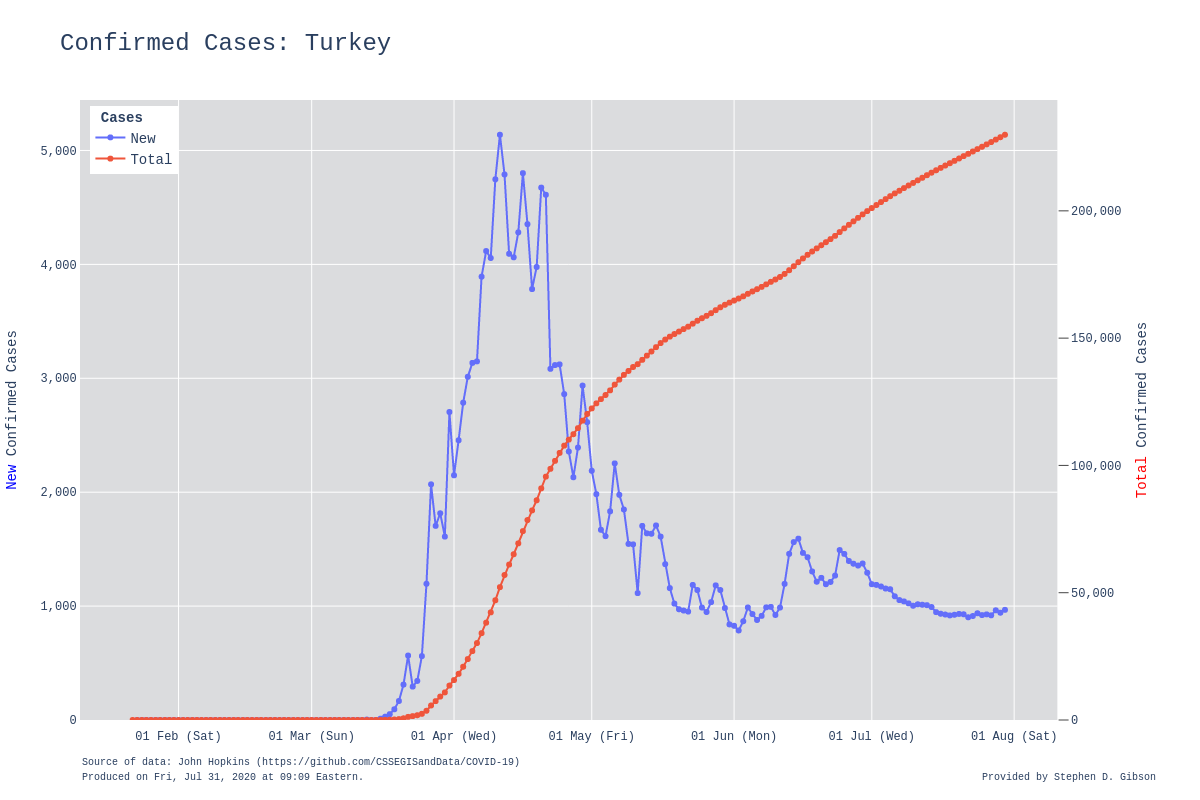 Confirmed Cases: Turkey
Cases
New
Total
5,000
4,000
3,000
2,000
1,000
0
New Confirmed Cases
200,000
150,000
100,000
50,000
0
Total Confirmed Cases
01 Feb (Sat) 01 Mar (Sun) 01 Apr (Wed) 01 May (Fri) 01 Jun (Mon) 01 Jul (Wed) 01 Aug (Sat)
Source of data: John Hopkins (https://github.com/CSSEGISandData/COVID-19)
Produced on Fri, Jul 31, 2020 at 09:09 Eastern.
Provided by Stephen D. Gibson